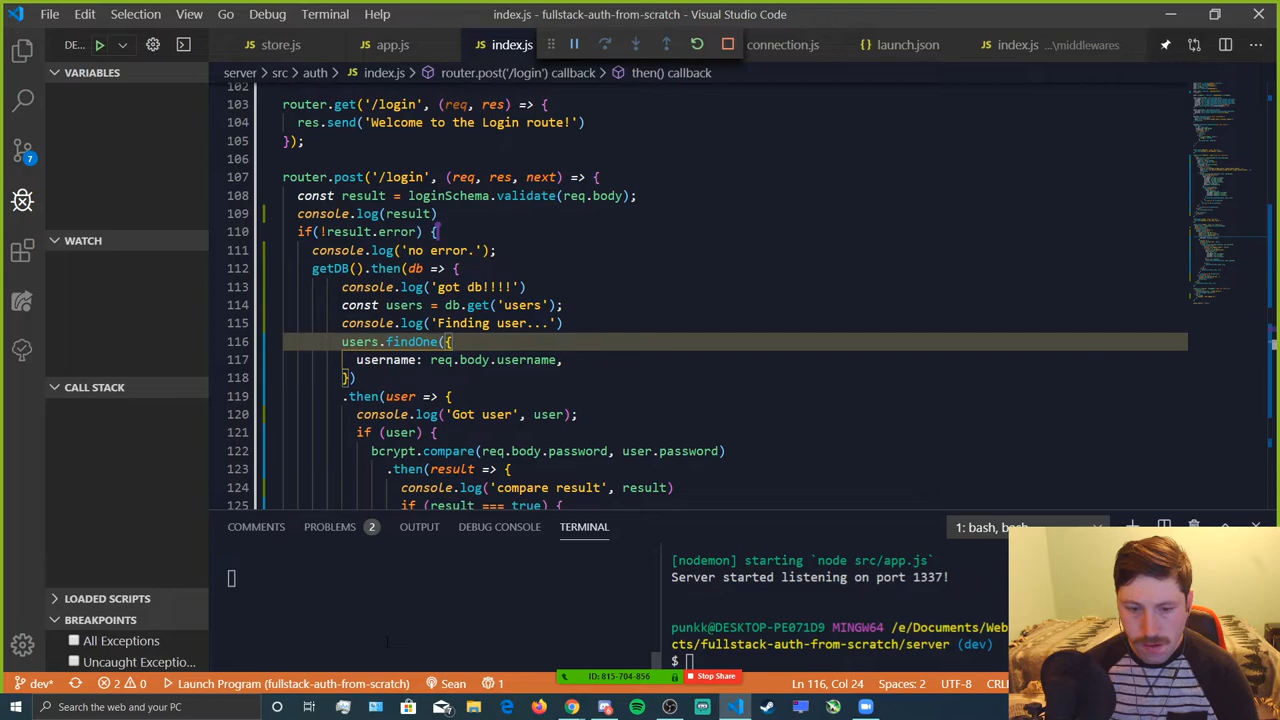 File Edit Selection View Go Debug Terminal Help
index.js - fullstack-auth-from-scratch - Visual Studio Code
DE...
store.js app.js index.js connection.js launch.json index.js \middlewares
server > src > auth > index.js > router.post('/login') callback > then() callback
VARIABLES
WATCH
CALL STACK
LOADED SCRIPTS
BREAKPOINTS
All Exceptions
Uncaught Exceptio...
7
102
103 router.get('/login', (req, res) => {
104 res.send('Welcome to the Login route!')
105 });
106
107 router.post('/login', (req, res, next) => {
108 const result = loginSchema.validate(req.body);
109 console.log(result)
110 if(!result.error) {
111 console.log('no error.');
112 getDB().then(db => {
113 console.log('got db!!!!')
114 const users = db.get('users');
115 console.log('Finding user...')
116 users.findOne({
117 username: req.body.username,
118 })
119 .then(user => {
120 console.log('Got user', user);
121 if (user) {
122 bcrypt.compare(req.body.password, user.password)
123 .then(result => {
124 console.log('compare result', result)
125 if (result === true) {
COMMENTS PROBLEMS 2 OUTPUT DEBUG CONSOLE TERMINAL
1: bash, bash
[nodemon] starting `node src/app.js`
Server started listening on port 1337!
punkk@DESKTOP-PE071D9 MINGW64 /e/Documents/Web
cts/fullstack-auth-from-scratch/server (dev)
$
dev* 2 0 Launch Program (fullstack-auth-from-scratch) Sean 1
ID: 815-704-856 Stop Share
Ln 116, Col 24 Spaces: 2 UTF-8 CRL
Type here to search